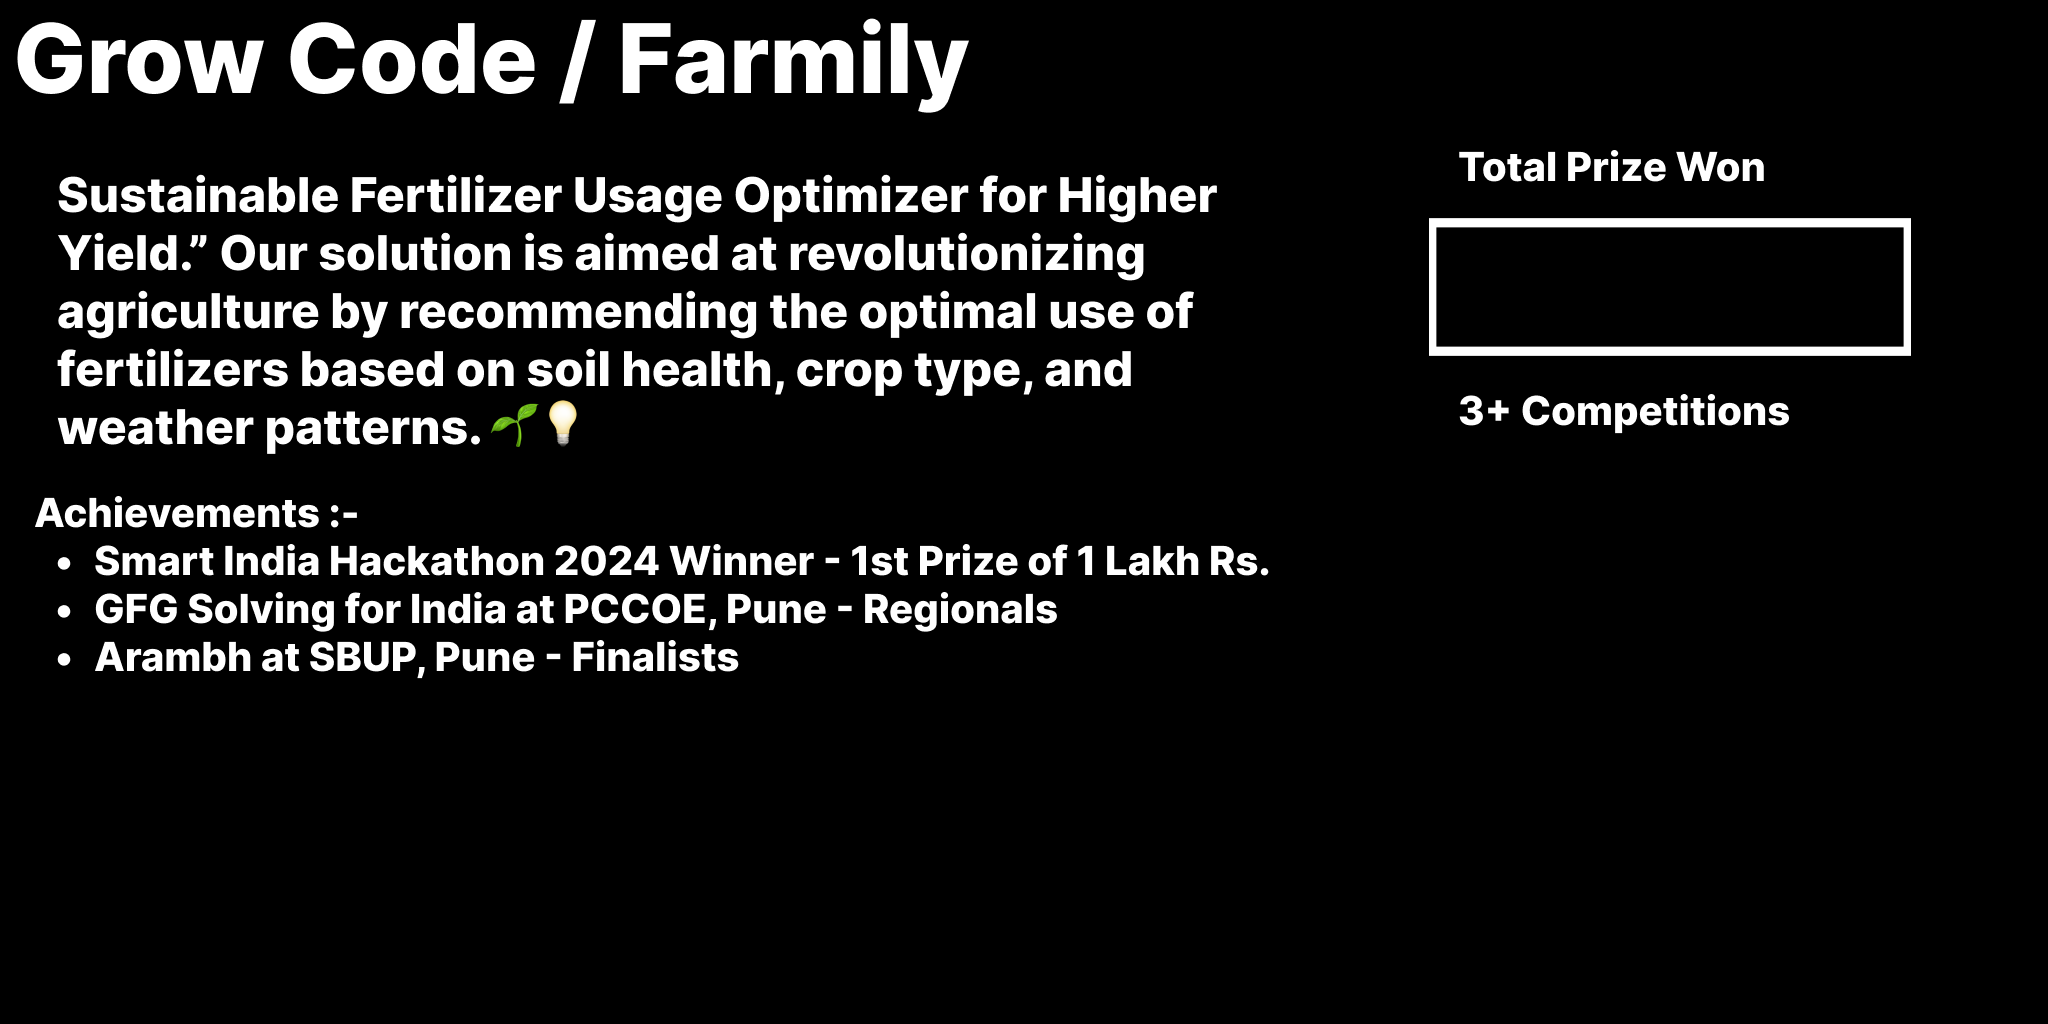 Grow Code / Farmily
Sustainable Fertilizer Usage Optimizer for Higher
Yield.” Our solution is aimed at revolutionizing
agriculture by recommending the optimal use of
fertilizers based on soil health, crop type, and
weather patterns. 🌱💡
Total Prize Won
3+ Competitions
Achievements :-
• Smart India Hackathon 2024 Winner - 1st Prize of 1 Lakh Rs.
• GFG Solving for India at PCCOE, Pune - Regionals
• Arambh at SBUP, Pune - Finalists